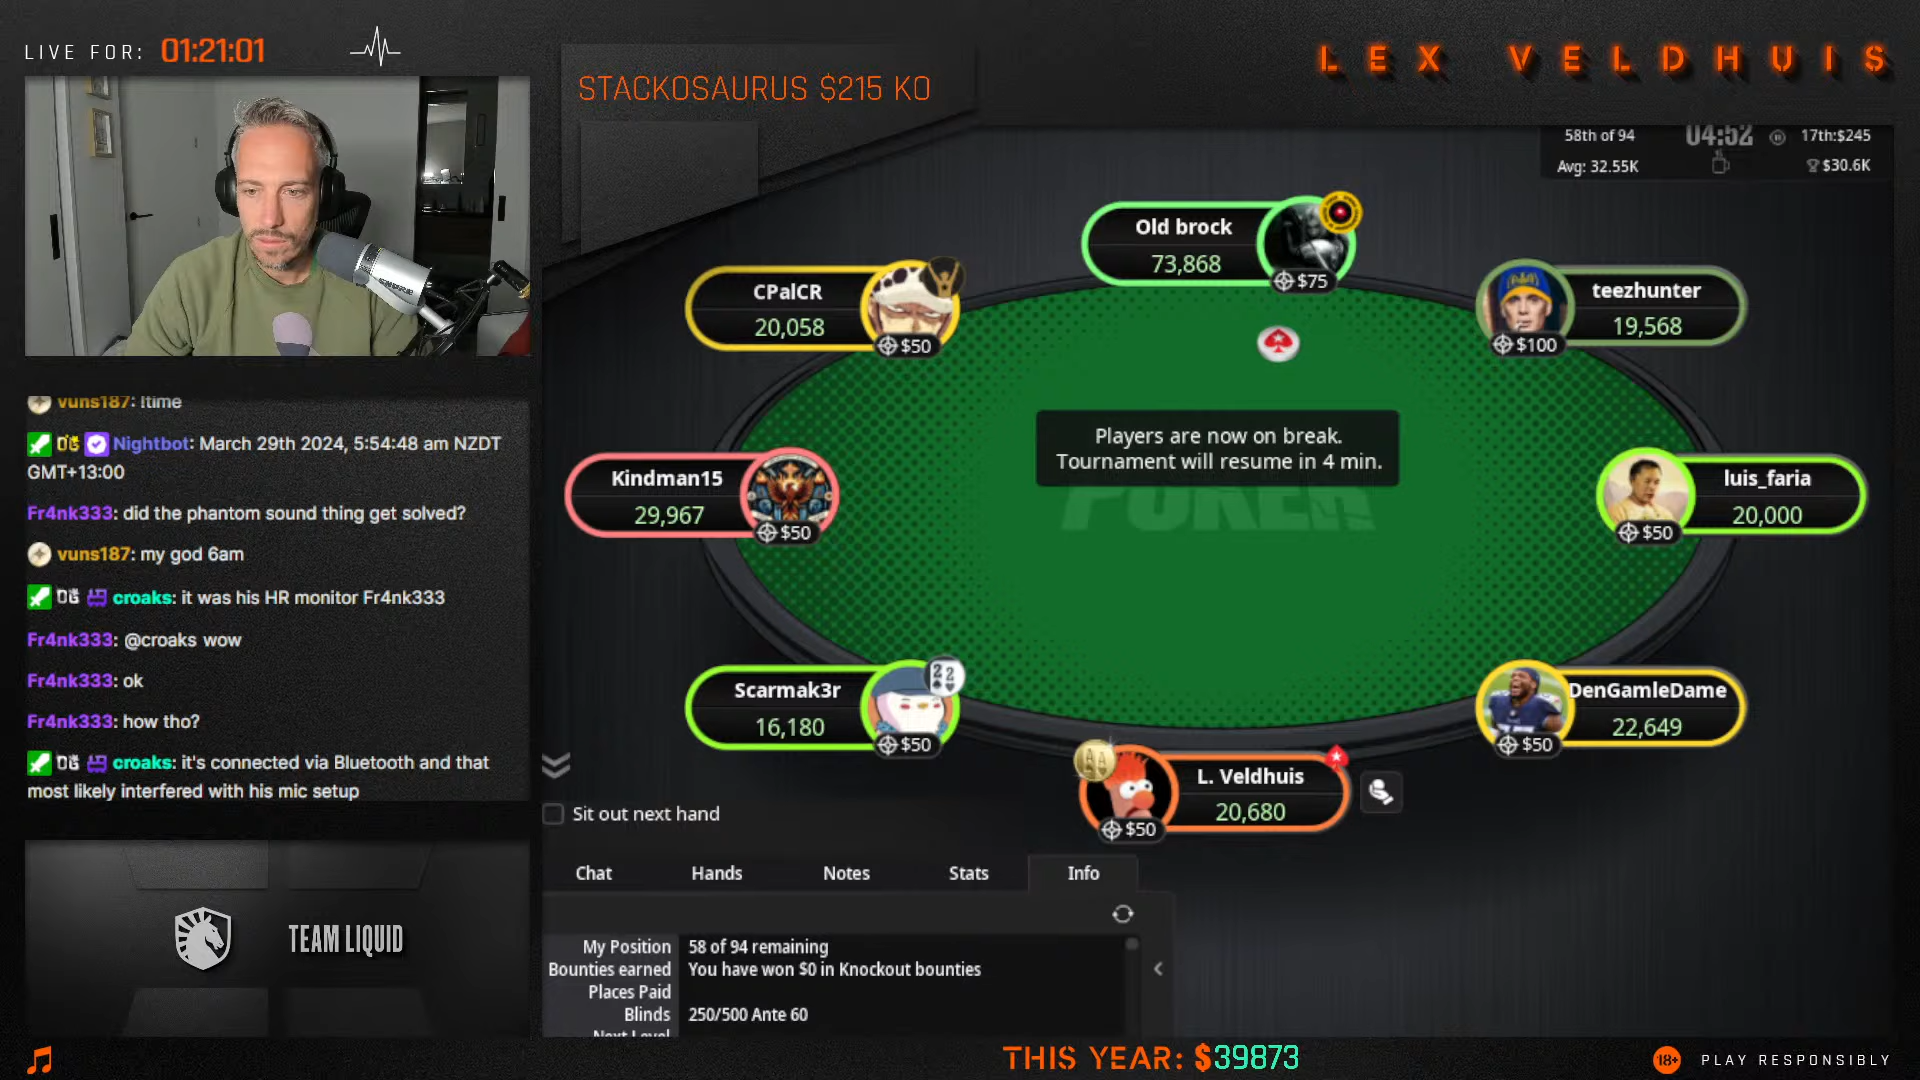 LIVE FOR: 01:21:01
STACKOSAURUS $215 KO
LEX VELDHUIS
58th of 94
04:52
17th:$245
Avg: 32.55K
$30.6K
Old brock
73,868
$75
CPalCR
20,058
$50
teezhunter
19,568
$100
Players are now on break.
Tournament will resume in 4 min.
POKER
Kindman15
29,967
$50
luis_faria
20,000
$50
Scarmak3r
16,180
$50
2 2
DenGamleDame
22,649
$50
L. Veldhuis
20,680
$50
vuns187: !time
Nightbot: March 29th 2024, 5:54:48 am NZDT
GMT+13:00
Fr4nk333: did the phantom sound thing get solved?
vuns187: my god 6am
croaks: it was his HR monitor Fr4nk333
Fr4nk333: @croaks wow
Fr4nk333: ok
Fr4nk333: how tho?
croaks: it's connected via Bluetooth and that
most likely interfered with his mic setup
TEAM LIQUID
Sit out next hand
Chat Hands Notes Stats Info
My Position 58 of 94 remaining
Bounties earned You have won $0 in Knockout bounties
Places Paid
Blinds 250/500 Ante 60
Next Level
THIS YEAR: $39873
18+ PLAY RESPONSIBLY